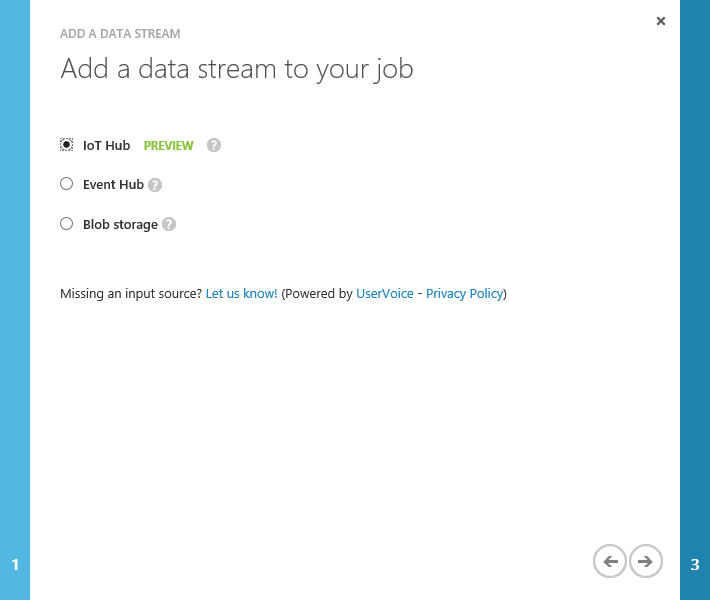 ADD A DATA STREAM
Add a data stream to your job
IoT Hub PREVIEW ?
Event Hub ?
Blob storage ?
Missing an input source? Let us know! (Powered by UserVoice - Privacy Policy)
1
3